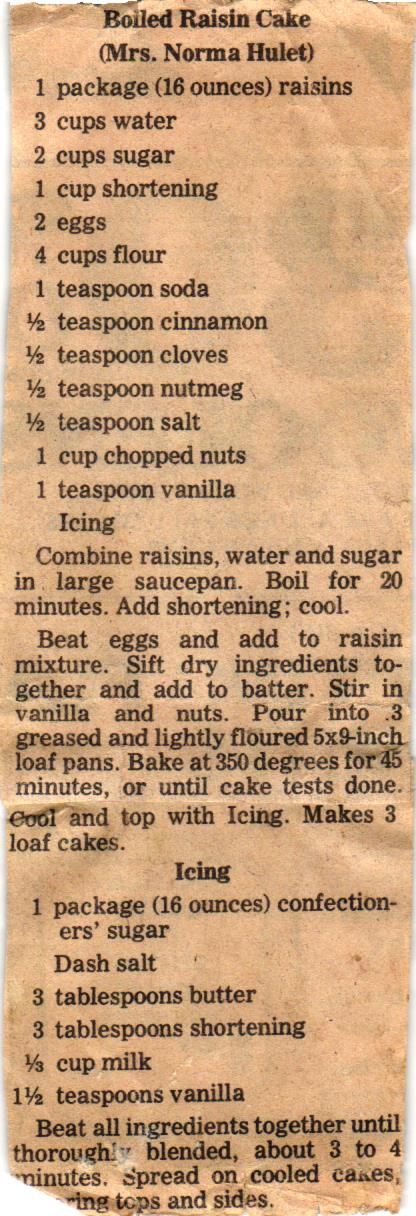 Boiled Raisin Cake
(Mrs. Norma Hulet)
1 package (16 ounces) raisins
3 cups water
2 cups sugar
1 cup shortening
2 eggs
4 cups flour
1 teaspoon soda
½ teaspoon cinnamon
½ teaspoon cloves
½ teaspoon nutmeg
½ teaspoon salt
1 cup chopped nuts
1 teaspoon vanilla
Icing
Combine raisins, water and sugar
in large saucepan. Boil for 20
minutes. Add shortening; cool.
Beat eggs and add to raisin
mixture. Sift dry ingredients to-
gether and add to batter. Stir in
vanilla and nuts. Pour into 3
greased and lightly floured 5x9-inch
loaf pans. Bake at 350 degrees for 45
minutes, or until cake tests done.
Cool and top with Icing. Makes 3
loaf cakes.
Icing
1 package (16 ounces) confection-
ers' sugar
Dash salt
3 tablespoons butter
3 tablespoons shortening
⅓ cup milk
1½ teaspoons vanilla
Beat all ingredients together until
thoroughly blended, about 3 to 4
minutes. Spread on cooled cakes,
ring tops and sides.